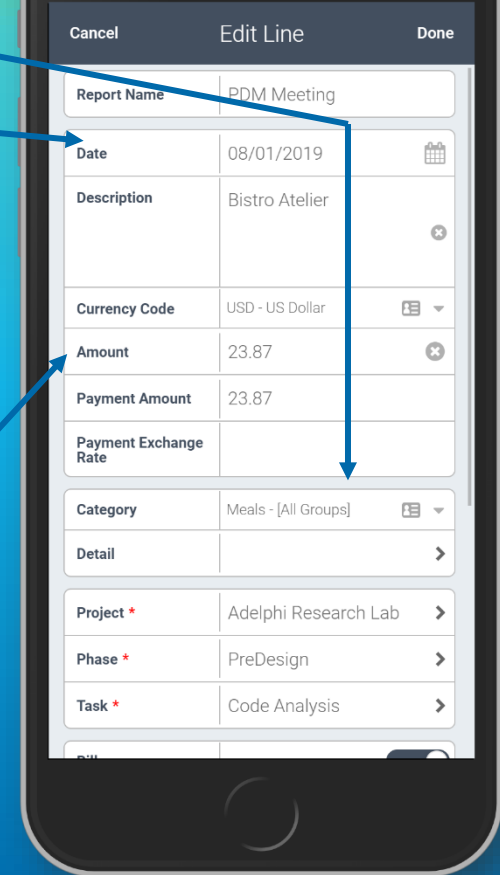 Cancel Edit Line Done
Report Name PDM Meeting
Date 08/01/2019
Description Bistro Atelier
Currency Code USD - US Dollar
Amount 23.87
Payment Amount 23.87
Payment Exchange
Rate
Category Meals - [All Groups]
Detail
Project * Adelphi Research Lab
Phase * PreDesign
Task * Code Analysis